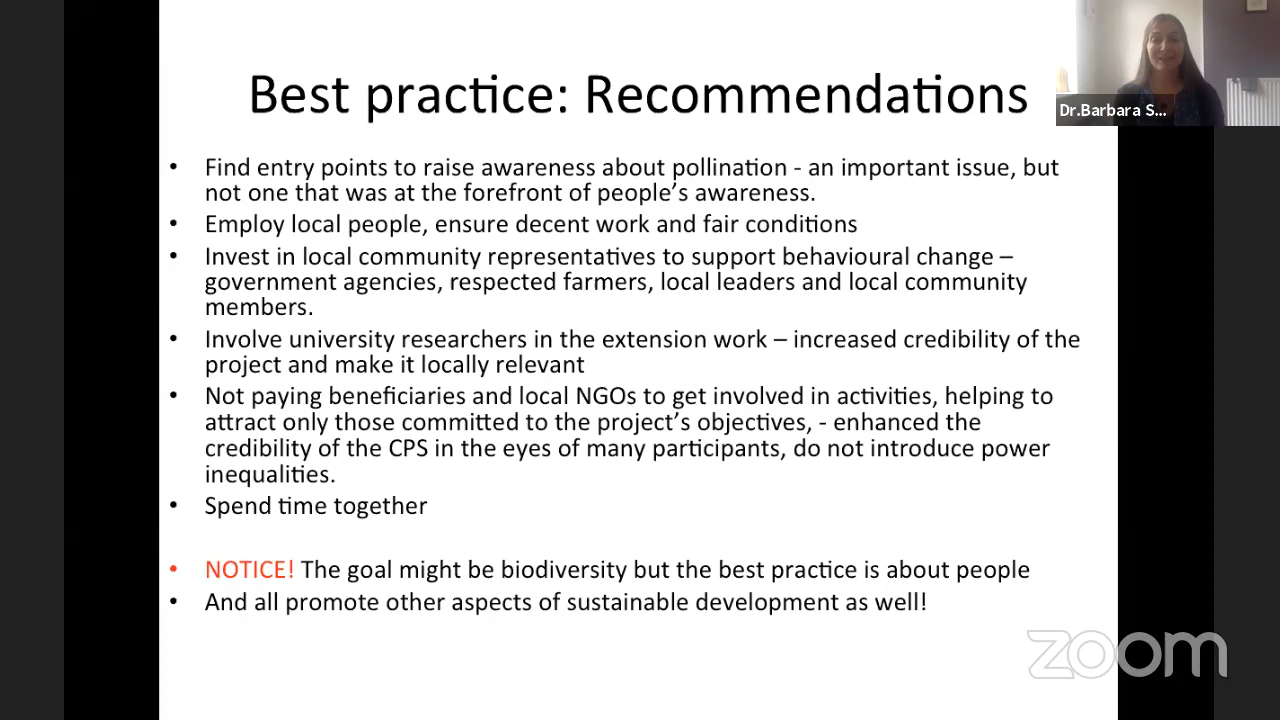 Best practice: Recommendations
Dr.Barbara S...
• Find entry points to raise awareness about pollination - an important issue, but
not one that was at the forefront of people’s awareness.
• Employ local people, ensure decent work and fair conditions
• Invest in local community representatives to support behavioural change –
government agencies, respected farmers, local leaders and local community
members.
• Involve university researchers in the extension work – increased credibility of the
project and make it locally relevant
• Not paying beneficiaries and local NGOs to get involved in activities, helping to
attract only those committed to the project’s objectives, - enhanced the
credibility of the CPS in the eyes of many participants, do not introduce power
inequalities.
• Spend time together
• NOTICE! The goal might be biodiversity but the best practice is about people
• And all promote other aspects of sustainable development as well!
zoom